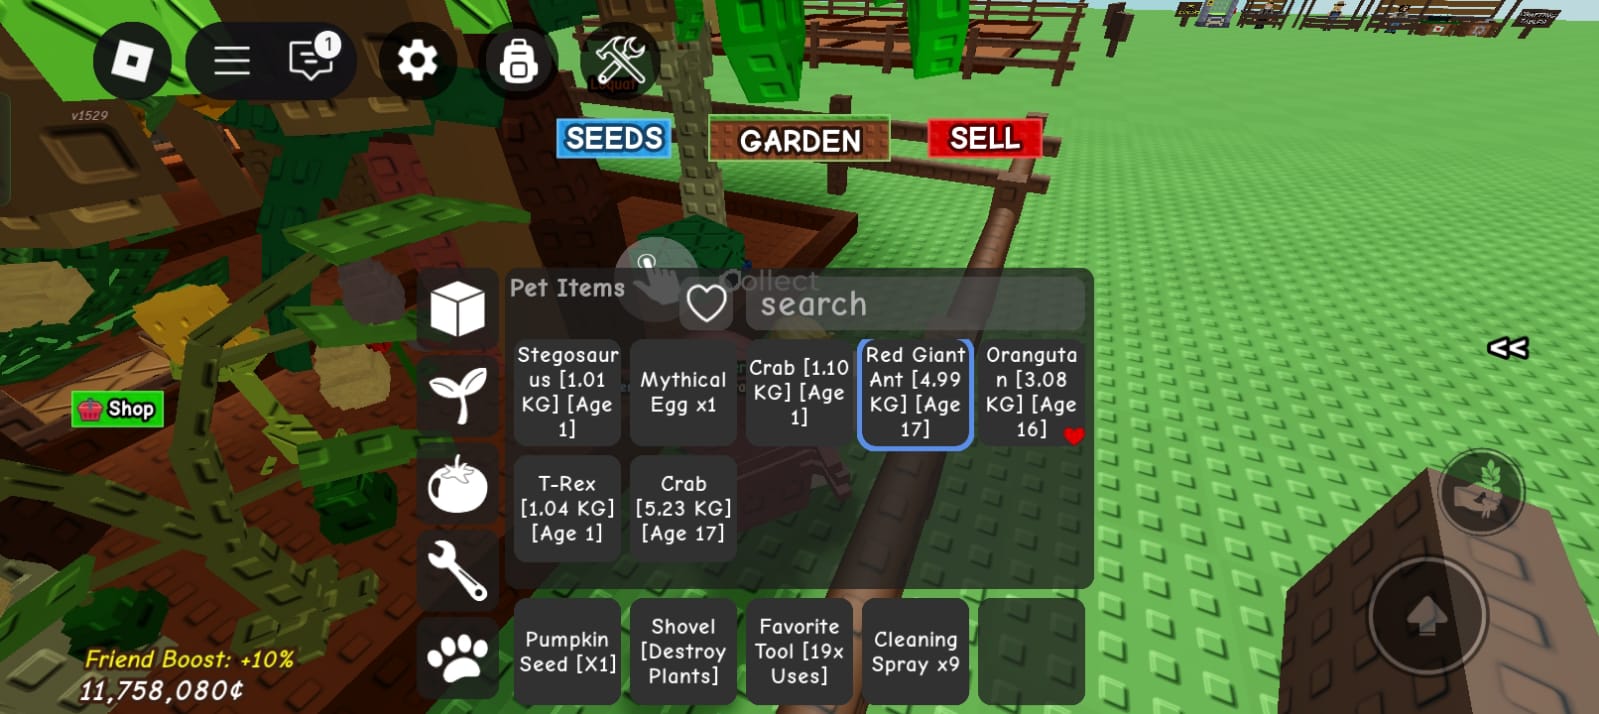 1
Loquat
v1529
SEEDS
GARDEN
SELL
Collect
Pet Items
search
Stegosaur
us [1.01
KG] [Age
1]
Mythical
Egg x1
Crab [1.10
KG] [Age
1]
Red Giant
Ant [4.99
KG] [Age
17]
Oranguta
n [3.08
KG] [Age
16]
<<
Shop
T-Rex
[1.04 KG]
[Age 1]
Crab
[5.23 KG]
[Age 17]
Pumpkin
Seed [X1]
Shovel
[Destroy
Plants]
Favorite
Tool [19x
Uses]
Cleaning
Spray x9
Friend Boost: +10%
11,758,080¢